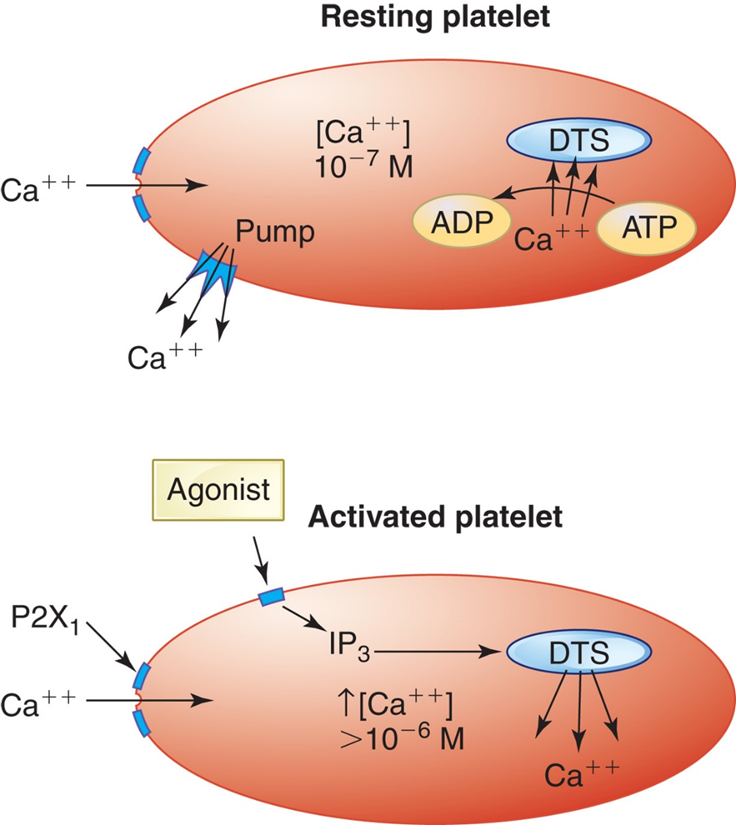 Resting platelet
[Ca⁺⁺]
10⁻⁷ M
DTS
Ca⁺⁺
ADP
Ca⁺⁺
ATP
Pump
Ca⁺⁺
Agonist
Activated platelet
P2X₁
IP₃
DTS
Ca⁺⁺
↑[Ca⁺⁺]
>10⁻⁶ M
Ca⁺⁺